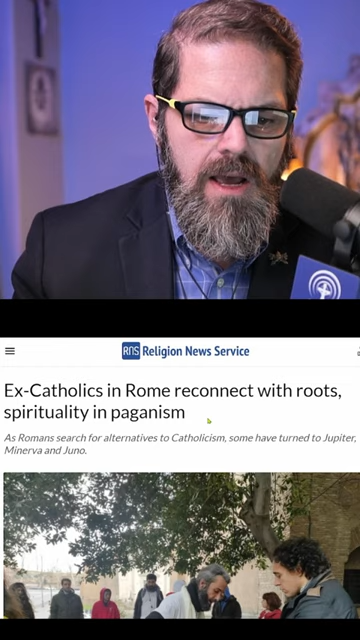 RNS Religion News Service
Ex-Catholics in Rome reconnect with roots,
spirituality in paganism
As Romans search for alternatives to Catholicism, some have turned to Jupiter,
Minerva and Juno.